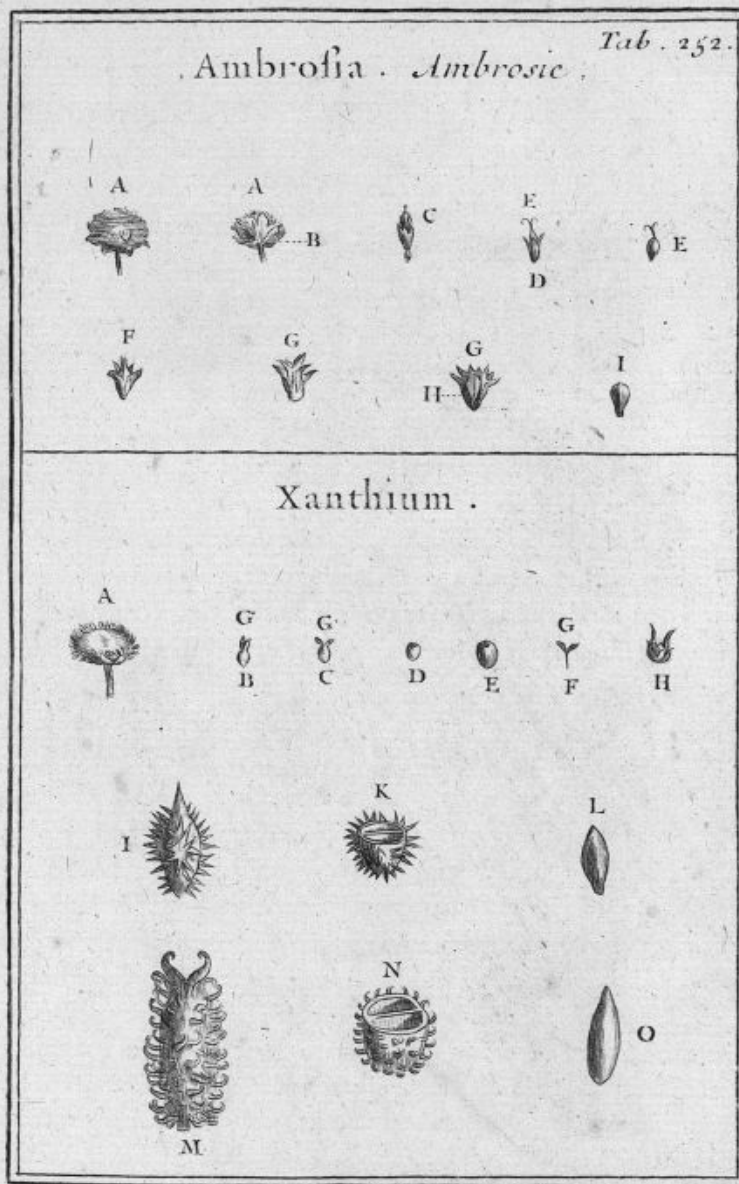 Tab. 252.
Ambroſia. Ambrosie.
A A B C E D E
F G G H I
Xanthium.
A G B G C D E G F H
I K L
M N O